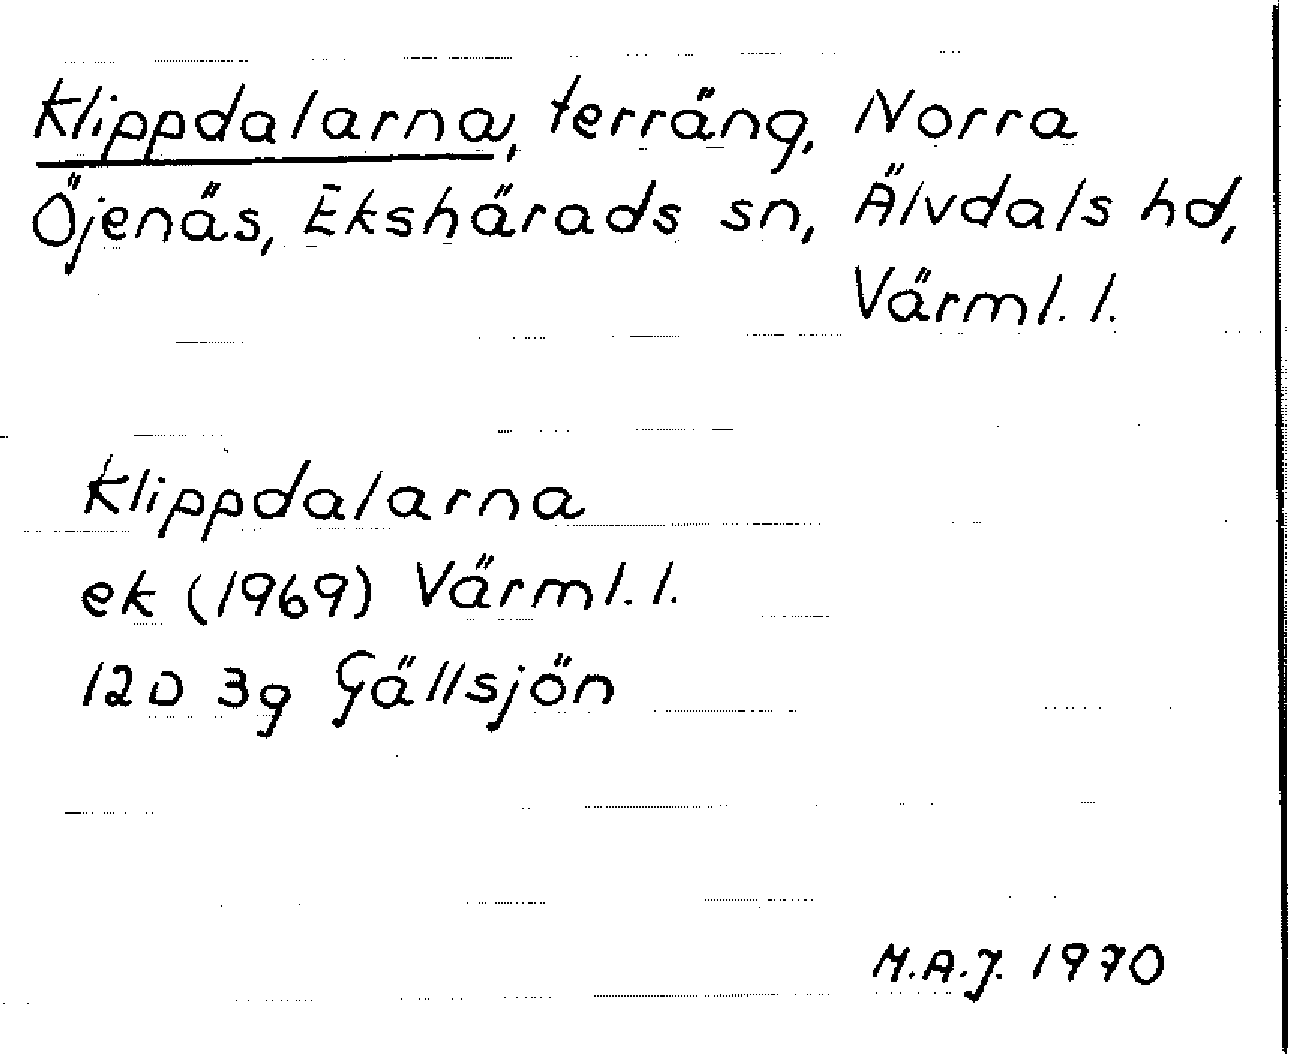 Klippdalarna, terräng, Norra
Öjenäs, Ekshärads sn, Älvdals hd,
Värml. l.
Klippdalarna
ek (1969) Värml. l.
12D 3g Gällsjön
M.A.J. 1970